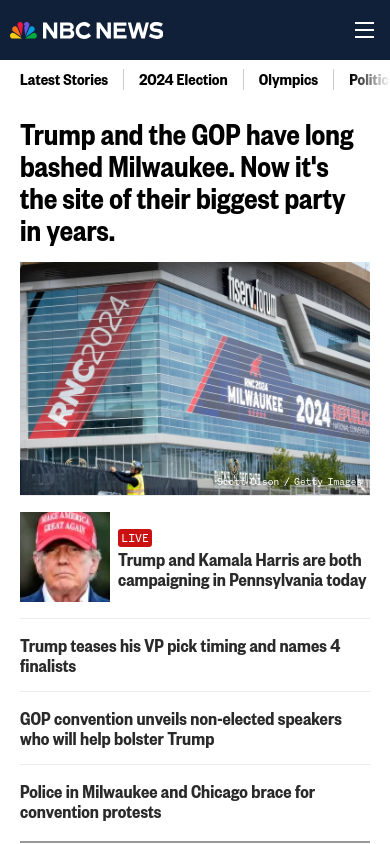 NBC NEWS
Latest Stories
2024 Election
Olympics
Politic
Trump and the GOP have long
bashed Milwaukee. Now it's
the site of their biggest party
in years.
fiserv.forum
RNC2024
RNC2024
MILWAUKEE
2024 REPUBLIC
NATIONAL CONVENTION
Scott Olson / Getty Images
MAKE AMERICA
GREAT AGAIN
LIVE
Trump and Kamala Harris are both
campaigning in Pennsylvania today
Trump teases his VP pick timing and names 4
finalists
GOP convention unveils non-elected speakers
who will help bolster Trump
Police in Milwaukee and Chicago brace for
convention protests